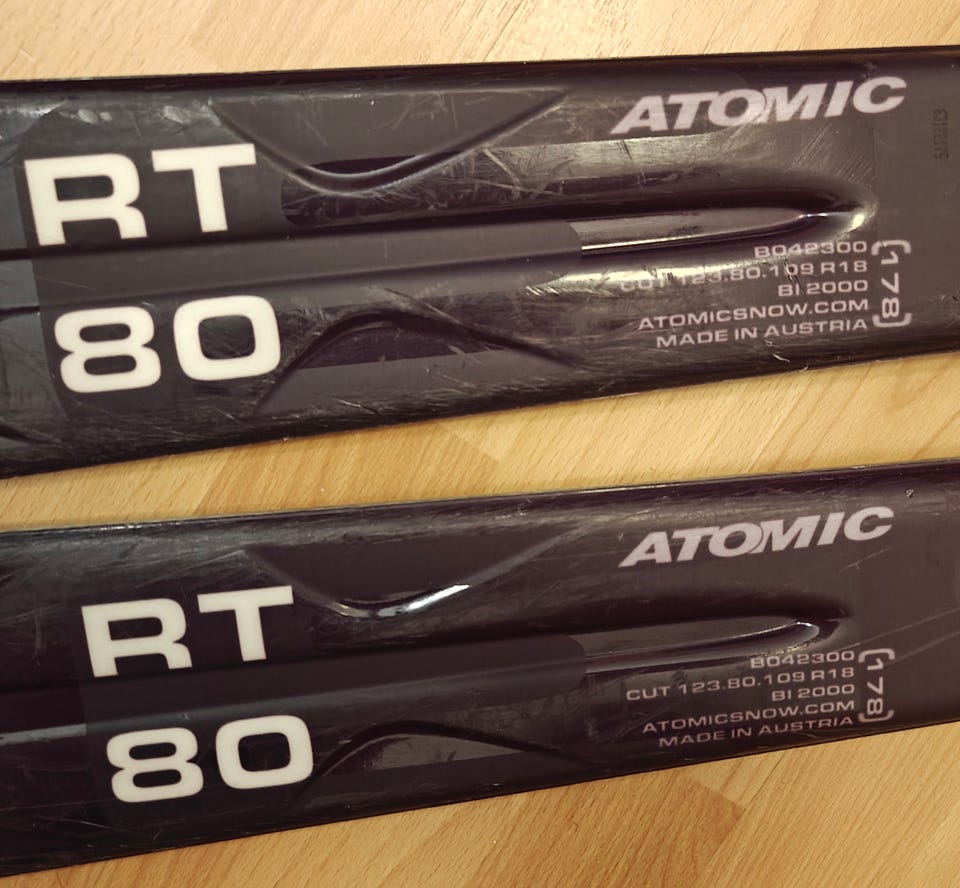 ATOMIC
RT
80
B042300
CUT 123.80.109 R18
BI 2000
ATOMICSNOW.COM
MADE IN AUSTRIA
[178]
ATOMIC
RT
80
B042300
CUT 123.80.109 R18
BI 2000
ATOMICSNOW.COM
MADE IN AUSTRIA
[178]